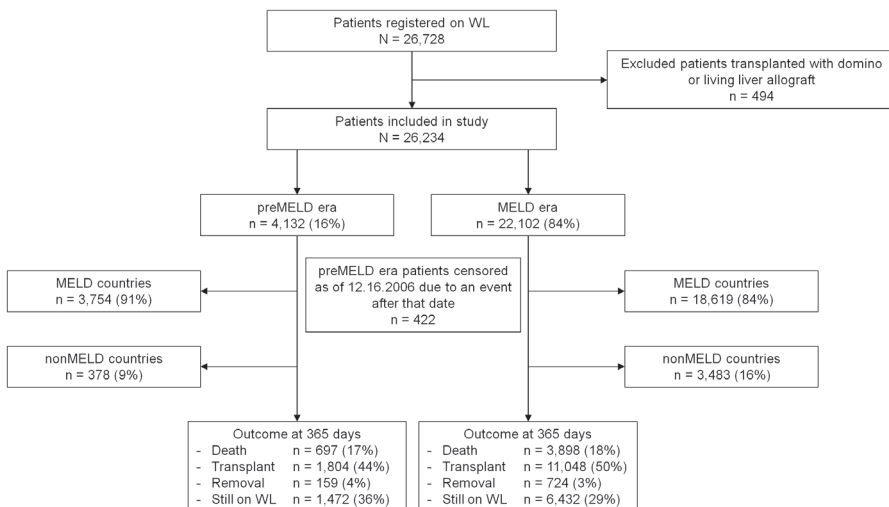 Patients registered on WL
N = 26,728
Excluded patients transplanted with domino
or living liver allograft
n = 494
Patients included in study
N = 26,234
preMELD era
n = 4,132 (16%)
MELD era
n = 22,102 (84%)
MELD countries
n = 3,754 (91%)
preMELD era patients censored
as of 12.16.2006 due to an event
after that date
n = 422
MELD countries
n = 18,619 (84%)
nonMELD countries
n = 378 (9%)
nonMELD countries
n = 3,483 (16%)
Outcome at 365 days
- Death n = 697 (17%)
- Transplant n = 1,804 (44%)
- Removal n = 159 (4%)
- Still on WL n = 1,472 (36%)
Outcome at 365 days
- Death n = 3,898 (18%)
- Transplant n = 11,048 (50%)
- Removal n = 724 (3%)
- Still on WL n = 6,432 (29%)